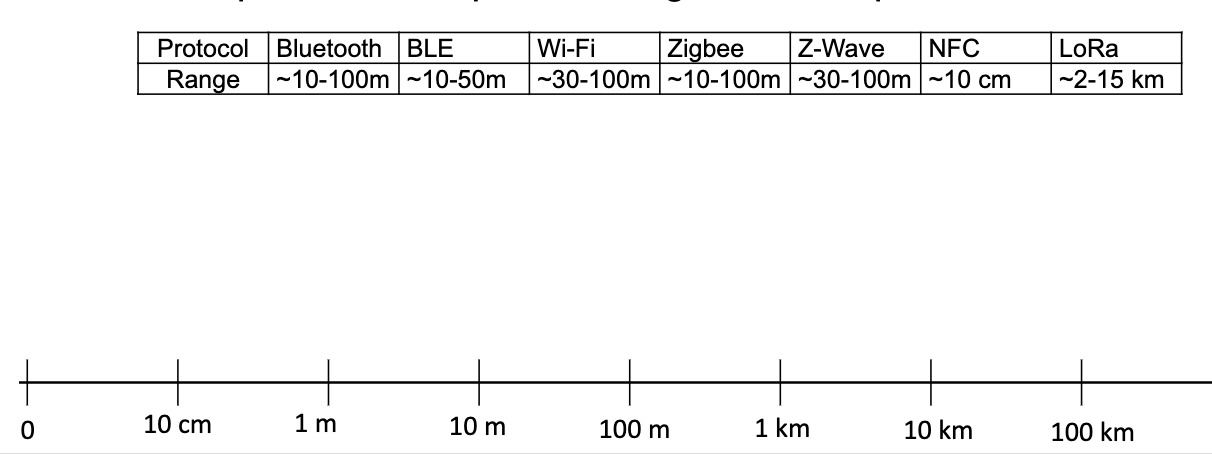 Protocol Bluetooth BLE Wi-Fi Zigbee Z-Wave NFC LoRa
Range ~10-100m ~10-50m ~30-100m ~10-100m ~30-100m ~10 cm ~2-15 km
0 10 cm 1 m 10 m 100 m 1 km 10 km 100 km